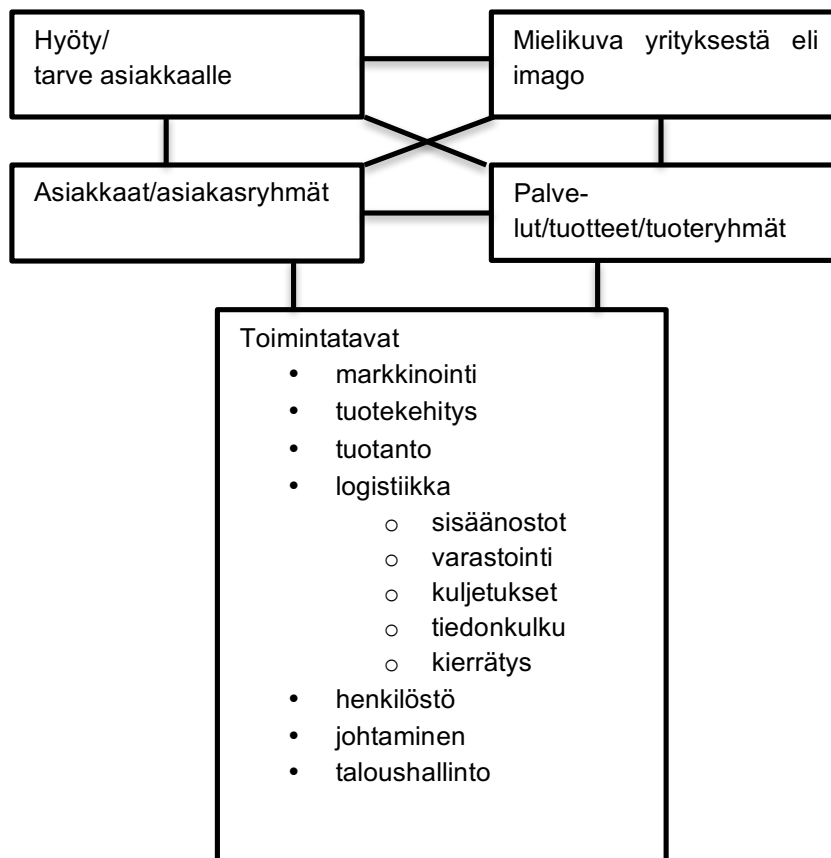 Hyöty/
tarve asiakkaalle
Mielikuva yrityksestä eli
imago
Asiakkaat/asiakasryhmät
Palve-
lut/tuotteet/tuoteryhmät
Toimintatavat
• markkinointi
• tuotekehitys
• tuotanto
• logistiikka
o sisäänostot
o varastointi
o kuljetukset
o tiedonkulku
o kierrätys
• henkilöstö
• johtaminen
• taloushallinto